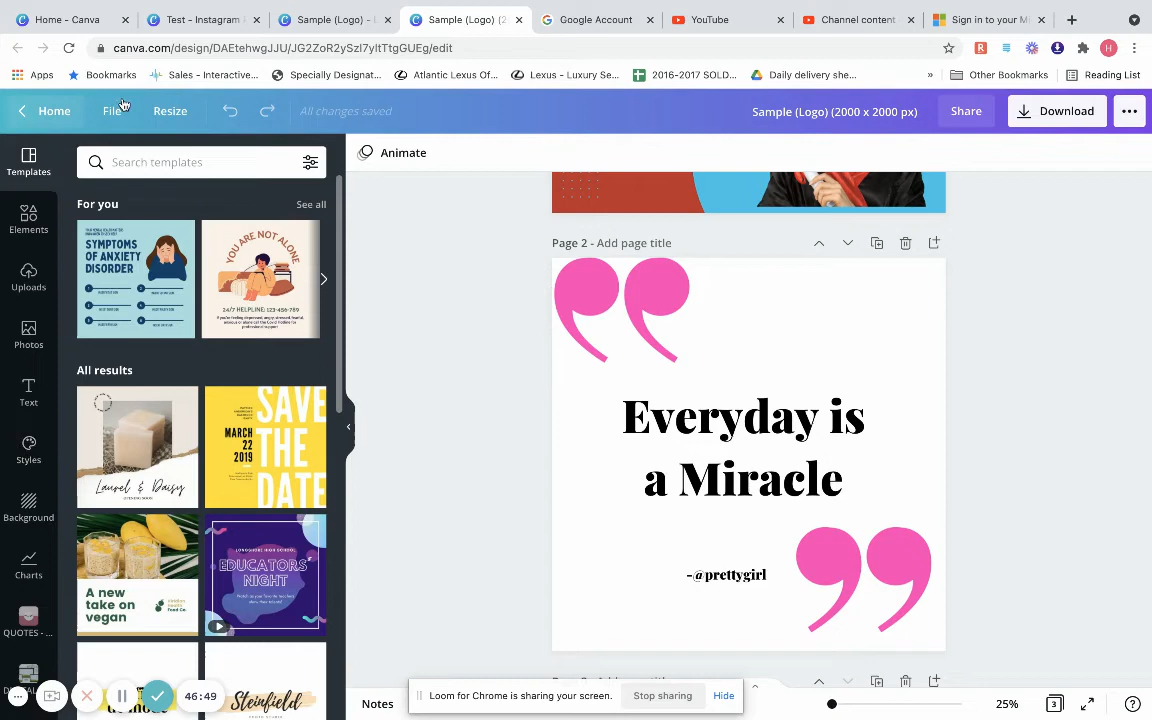 Home - Canva
Test - Instagram
Sample (Logo) -
Sample (Logo) (2
Google Account
YouTube
Channel content
Sign in to your Mi
canva.com/design/DAEtehwgJJU/JG2ZoR2ySzI7yItTtgGUEg/edit
R
H
Apps
Bookmarks
Sales - Interactive...
Specially Designat...
Atlantic Lexus Of...
Lexus - Luxury Se...
2016-2017 SOLD...
Daily delivery she...
»
Other Bookmarks
Reading List
Home
File
Resize
All changes saved
Sample (Logo) (2000 x 2000 px)
Share
Download
Templates
Elements
Uploads
Photos
Text
Styles
Background
Charts
QUOTES - ...
Search templates
For you
See all
SYMPTOMS
OF ANXIETY
DISORDER
YOU ARE NOT
ALONE
24/7 HELPLINE: 123-456-789
All results
Laurel & Daisy
SAVE
THE
DATE
MARCH
22
2019
A new
take on
vegan
LONGSHORE HIGH SCHOOL
EDUCATORS'
NIGHT
Steinfield
Animate
Page 2 - Add page title
Everyday is
a Miracle
-@prettygirl
46:49
Loom for Chrome is sharing your screen.
Stop sharing
Hide
Notes
25%
3